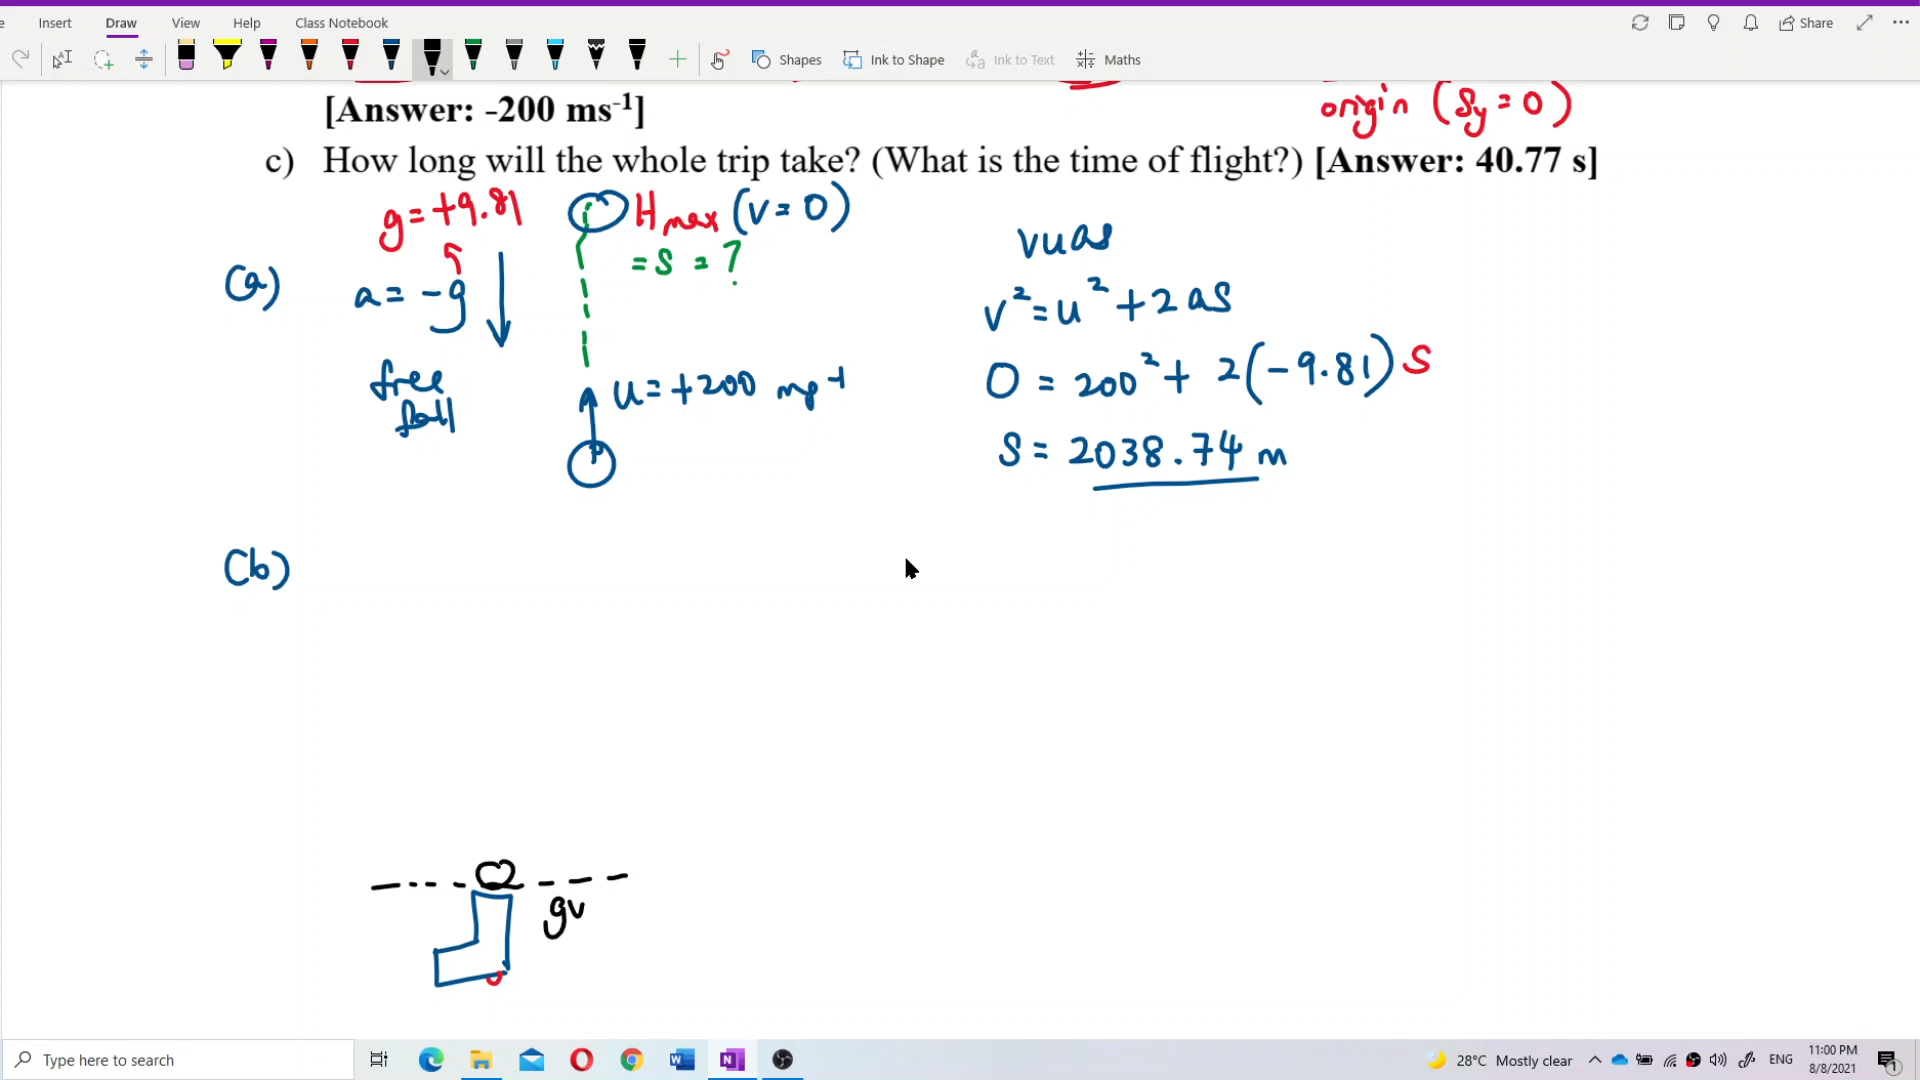 Insert Draw View Help Class Notebook Share
Shapes Ink to Shape Ink to Text Maths
[Answer: -200 ms⁻¹]
origin (Sy = 0)
c) How long will the whole trip take? (What is the time of flight?) [Answer: 40.77 s]
g = +9.81
Hmax (v = 0)
= s = ?
vuas
(a)
a = -g
v² = u² + 2as
free
fall
u = +200 ms⁻¹
0 = 200² + 2(-9.81)s
S = 2038.74 m
(b)
gv
Type here to search
28°C Mostly clear
ENG
11:00 PM
8/8/2021